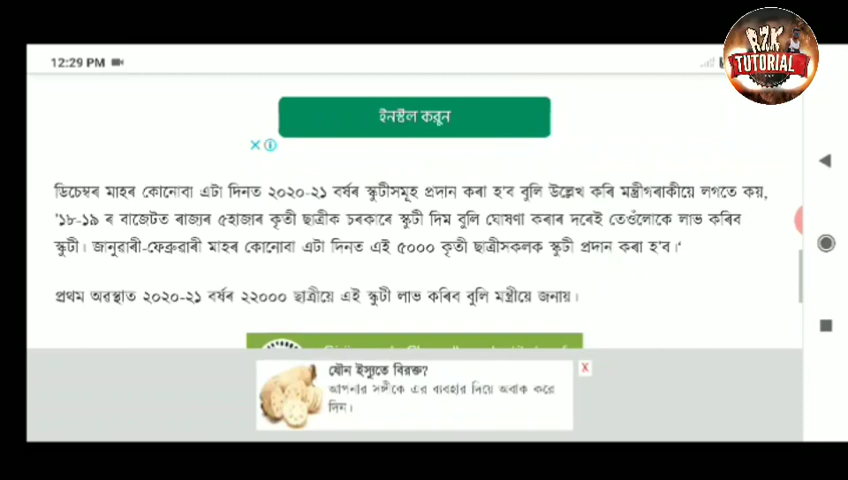 12:29 PM
RZK
TUTORIAL
ইনস্টল করুন
ডিচেম্বৰ মাহৰ কোনোবা এটা দিনত ২০২০-২১ বৰ্ষৰ স্কুটীসমূহ প্ৰদান কৰা হ'ব বুলি উল্লেখ কৰি মন্ত্ৰীগৰাকীয়ে লগতে কয়,
'১৮-১৯ ৰ বাজেটত ৰাজ্যৰ ৫হাজাৰ কৃতী ছাত্ৰীক চৰকাৰে স্কুটী দিম বুলি ঘোষণা কৰাৰ দৰেই তেওঁলোকে লাভ কৰিব
স্কুটী। জানুৱাৰী-ফেব্ৰুৱাৰী মাহৰ কোনোবা এটা দিনত এই ৫০০০ কৃতী ছাত্ৰীসকলক স্কুটী প্ৰদান কৰা হ'ব।'
প্ৰথম অৱস্থাত ২০২০-২১ বৰ্ষৰ ২২০০০ ছাত্ৰীয়ে এই স্কুটী লাভ কৰিব বুলি মন্ত্ৰীয়ে জনায়।
যৌন ইস্যুতে বিরক্ত?
আপনার সঙ্গীকে এর ব্যবহার দিয়ে অবাক করে
দিন।